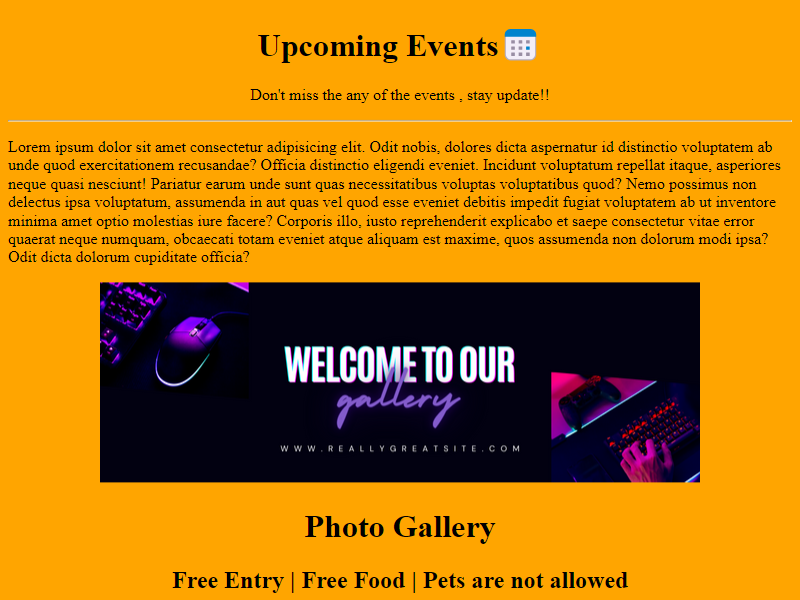 Upcoming Events
Don't miss the any of the events , stay update!!
Lorem ipsum dolor sit amet consectetur adipisicing elit. Odit nobis, dolores dicta aspernatur id distinctio voluptatem ab
unde quod exercitationem recusandae? Officia distinctio eligendi eveniet. Incidunt voluptatum repellat itaque, asperiores
neque quasi nesciunt! Pariatur earum unde sunt quas necessitatibus voluptas voluptatibus quod? Nemo possimus non
delectus ipsa voluptatum, assumenda in aut quas vel quod esse eveniet debitis impedit fugiat voluptatem ab ut inventore
minima amet optio molestias iure facere? Corporis illo, iusto reprehenderit explicabo et saepe consectetur vitae error
quaerat neque numquam, obcaecati totam eveniet atque aliquam est maxime, quos assumenda non dolorum modi ipsa?
Odit dicta dolorum cupiditate officia?
WELCOME TO OUR
gallery
WWW.REALLYGREATSITE.COM
Photo Gallery
Free Entry | Free Food | Pets are not allowed